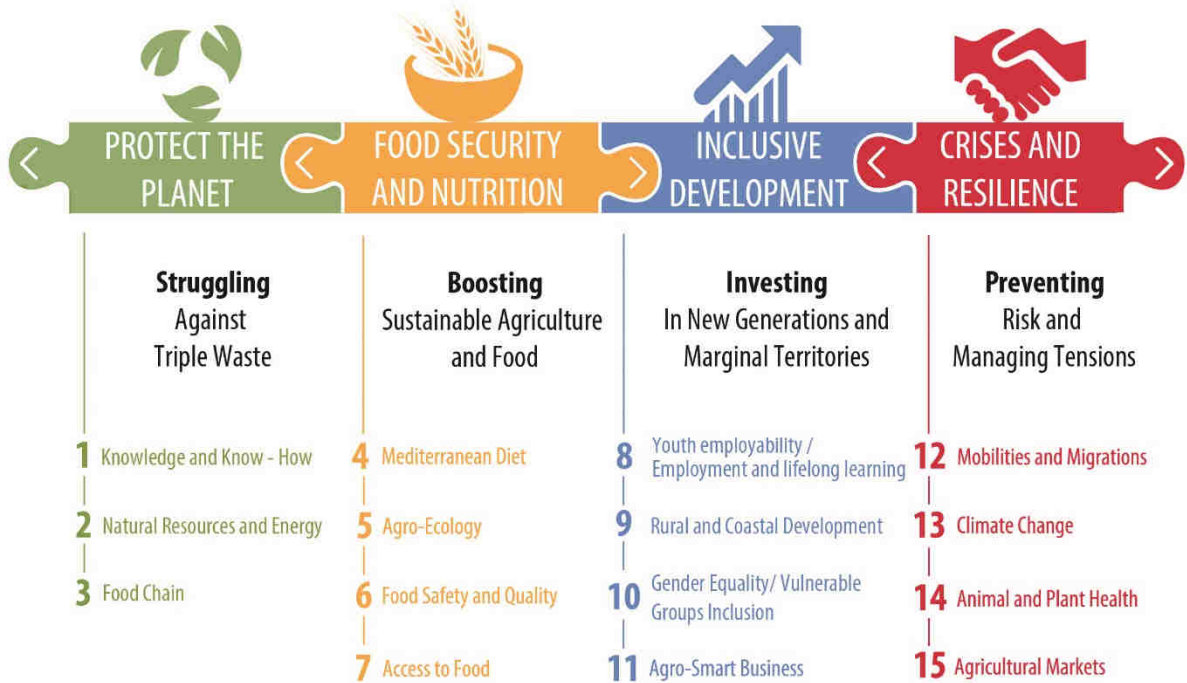 PROTECT THE
PLANET
FOOD SECURITY
AND NUTRITION
INCLUSIVE
DEVELOPMENT
CRISES AND
RESILIENCE
Struggling
Against
Triple Waste
Boosting
Sustainable Agriculture
and Food
Investing
In New Generations and
Marginal Territories
Preventing
Risk and
Managing Tensions
1 Knowledge and Know - How
2 Natural Resources and Energy
3 Food Chain
4 Mediterranean Diet
5 Agro-Ecology
6 Food Safety and Quality
7 Access to Food
8 Youth employability /
Employment and lifelong learning
9 Rural and Coastal Development
10 Gender Equality/ Vulnerable
Groups Inclusion
11 Agro-Smart Business
12 Mobilities and Migrations
13 Climate Change
14 Animal and Plant Health
15 Agricultural Markets